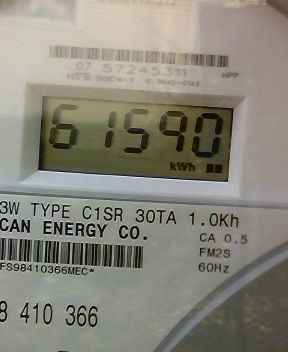 07 57245311 HPP
61590
kWh
3W TYPE C1SR 30TA 1.0Kh
CAN ENERGY CO. CA 0.5
FM2S
FS98410366MEC* 60Hz
8 410 366